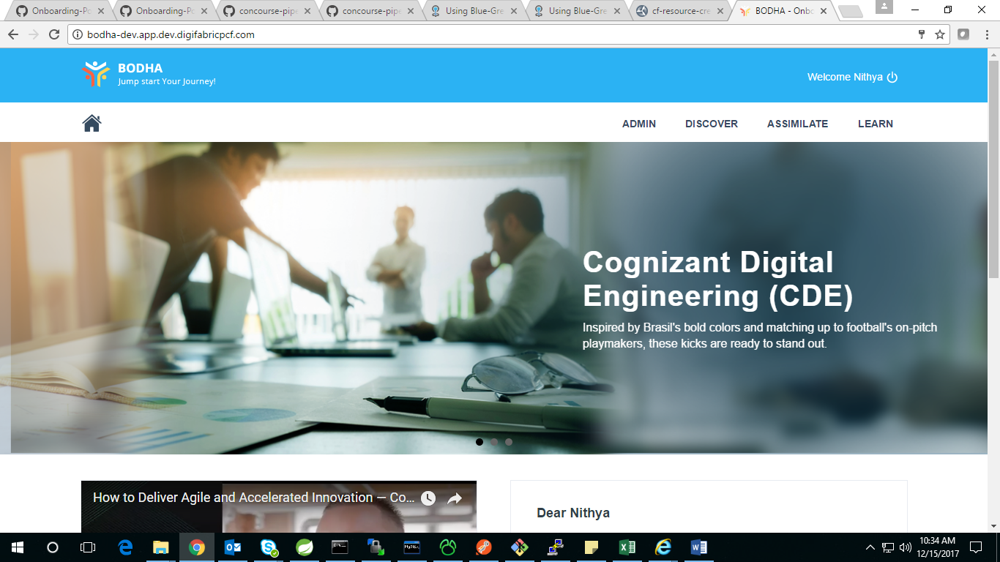 Onboarding-Po
Onboarding-Po
concourse-pipe
concourse-pipe
Using Blue-Gre
Using Blue-Gre
cf-resource-cre
BODHA - Onbo
bodha-dev.app.dev.digifabricpcf.com
BODHA
Jump start Your Journey!
Welcome Nithya
ADMIN DISCOVER ASSIMILATE LEARN
Cognizant Digital
Engineering (CDE)
Inspired by Brasil's bold colors and matching up to football's on-pitch
playmakers, these kicks are ready to stand out.
How to Deliver Agile and Accelerated Innovation — Co...
Dear Nithya
10:34 AM
12/15/2017